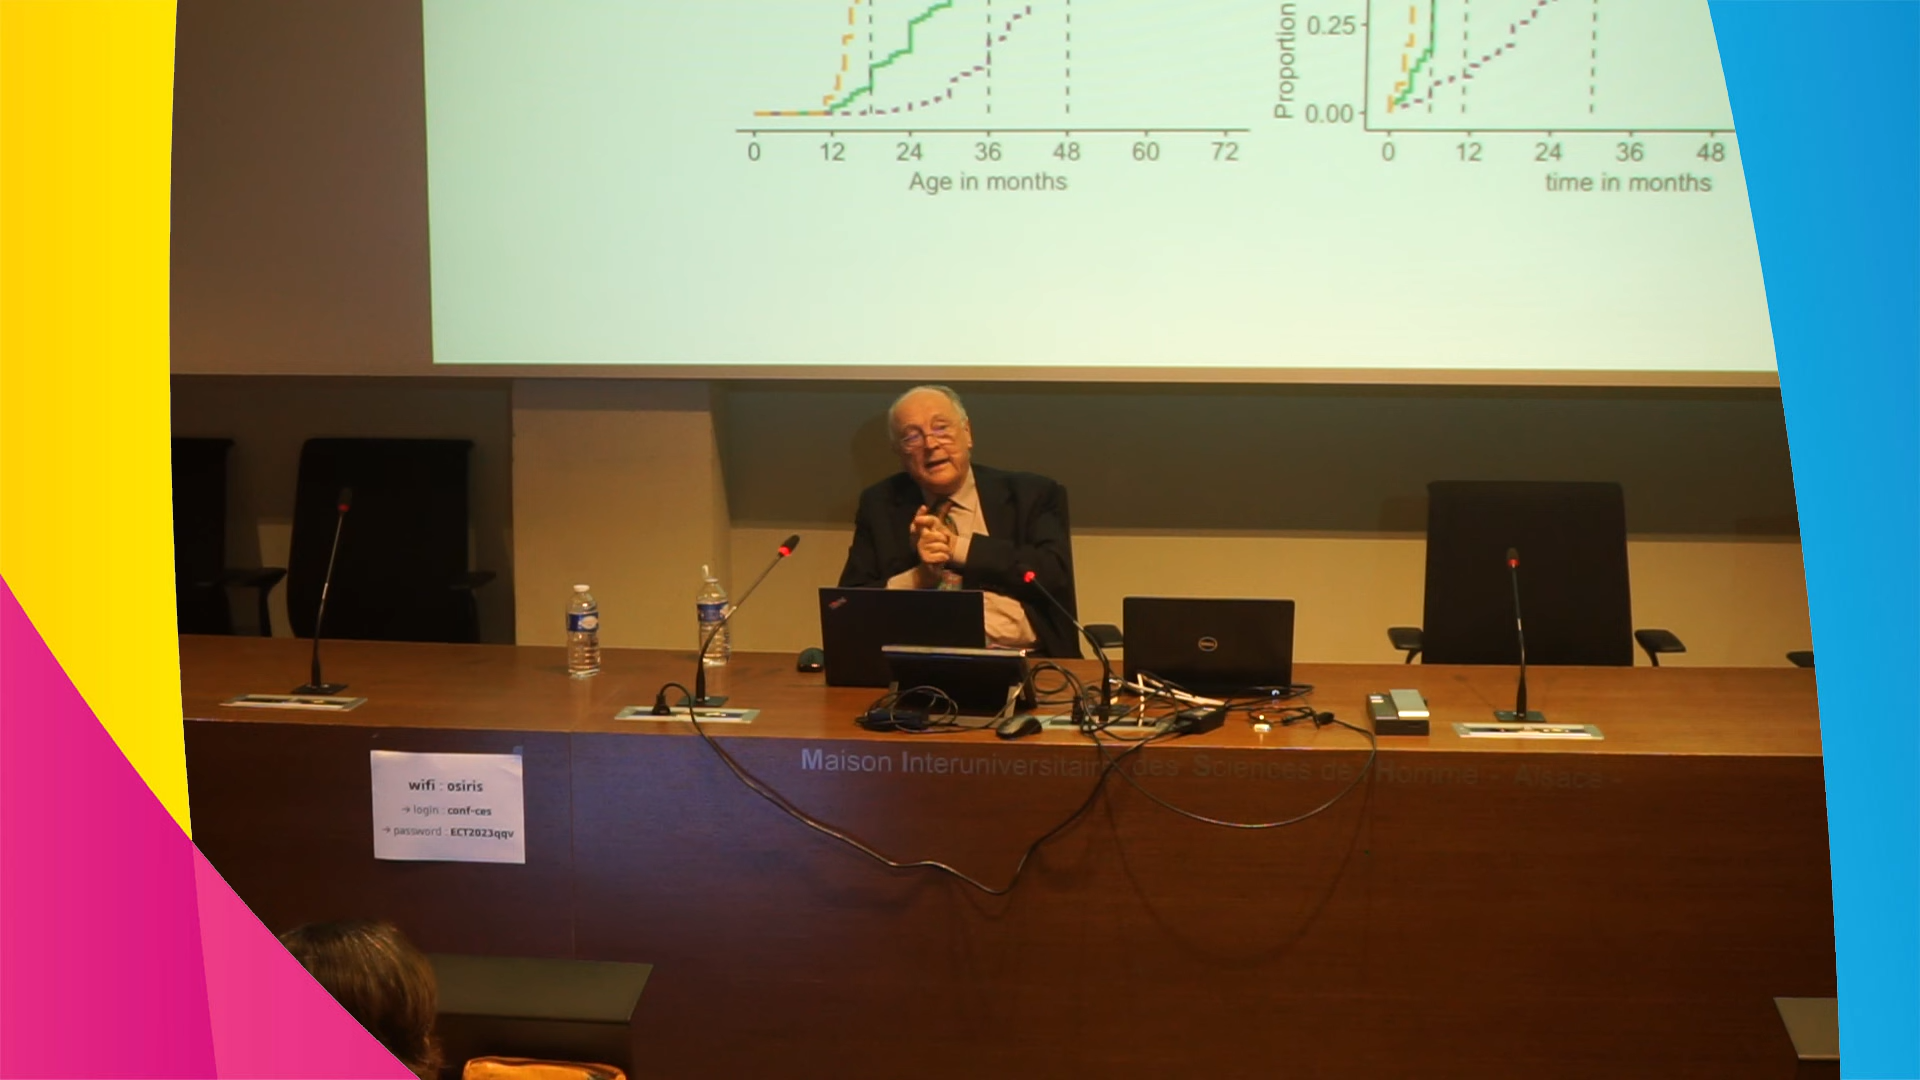 0.25
Proportion
0.00
0 12 24 36 48 60 72
Age in months
0 12 24 36 48
time in months
Maison Interuniversitaire des Sciences de l'Homme - Alsace -
wifi : osiris
→ login : conf-ces
→ password : ECT2023qqv